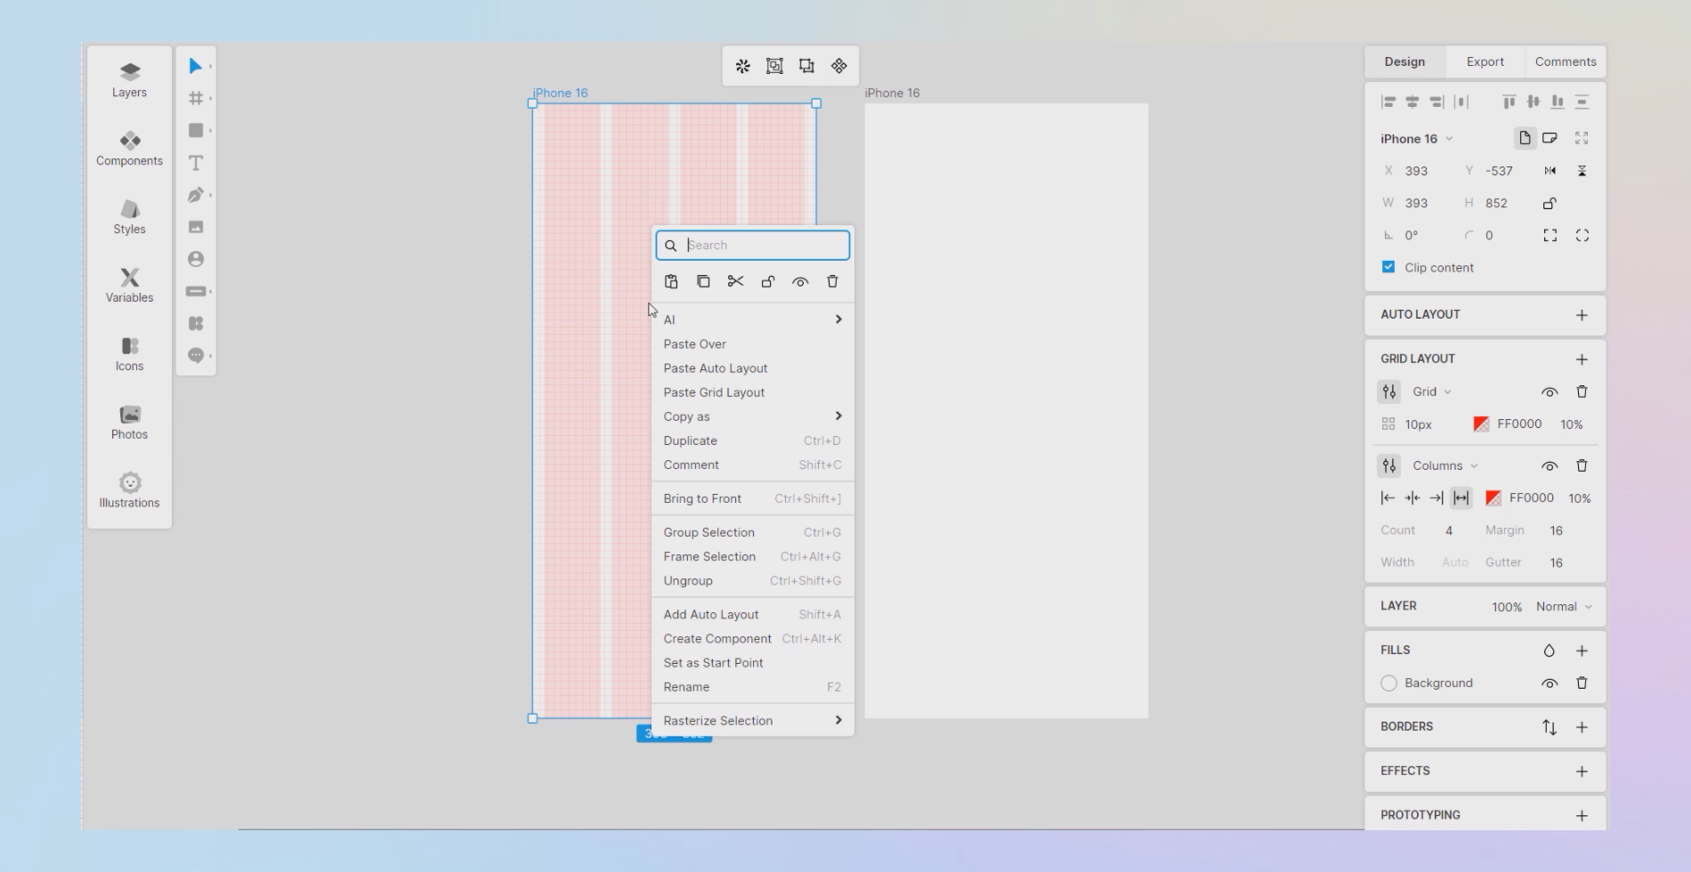 Layers
Components
Styles
Variables
Icons
Photos
Illustrations
iPhone 16
iPhone 16
Search
AI
Paste Over
Paste Auto Layout
Paste Grid Layout
Copy as
Duplicate Ctrl+D
Comment Shift+C
Bring to Front Ctrl+Shift+]
Group Selection Ctrl+G
Frame Selection Ctrl+Alt+G
Ungroup Ctrl+Shift+G
Add Auto Layout Shift+A
Create Component Ctrl+Alt+K
Set as Start Point
Rename F2
Rasterize Selection
Design Export Comments
iPhone 16
X 393 Y -537
W 393 H 852
0° 0
Clip content
AUTO LAYOUT
GRID LAYOUT
Grid
10px FF0000 10%
Columns
FF0000 10%
Count 4 Margin 16
Width Auto Gutter 16
LAYER 100% Normal
FILLS
Background
BORDERS
EFFECTS
PROTOTYPING